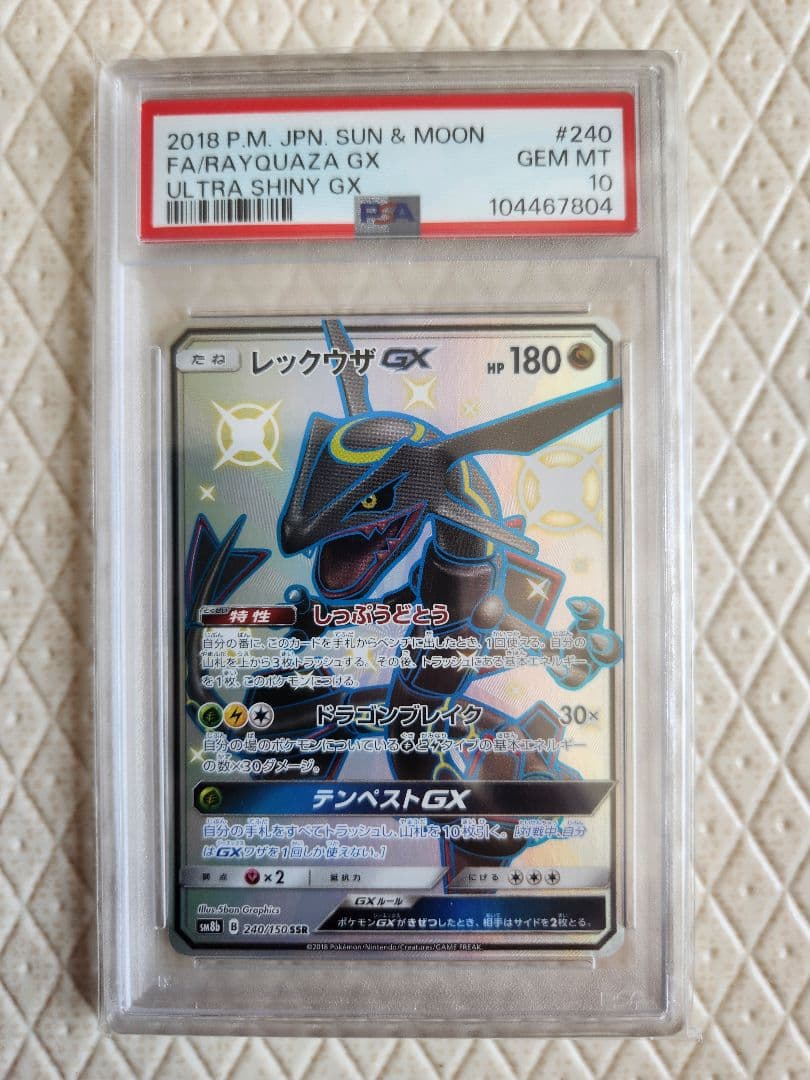 2018 P.M. JPN. SUN & MOON #240
FA/RAYQUAZA GX GEM MT
ULTRA SHINY GX 10
PSA 104467804
たね レックウザGX HP 180
特性 しっぷうどとう
自分の番に、このカードを手札からベンチに出したとき、1回使える。自分の
山札を上から3枚トラッシュする。その後、トラッシュにある基本エネルギー
を1枚、このポケモンにつける。
ドラゴンブレイク 30×
自分の場のポケモンについている と タイプの基本エネルギー
の数×30ダメージ。
テンペストGX
自分の手札をすべてトラッシュし、山札を10枚引く。[対戦中、自分
はGXワザを1回しか使えない。]
弱点 ×2 抵抗力 にげる
GXルール
ポケモンGXがきぜつしたとき、相手はサイドを2枚とる。
Illus. 5ban Graphics
SM8b B 240/150 SSR
©2018 Pokémon/Nintendo/Creatures/GAME FREAK.